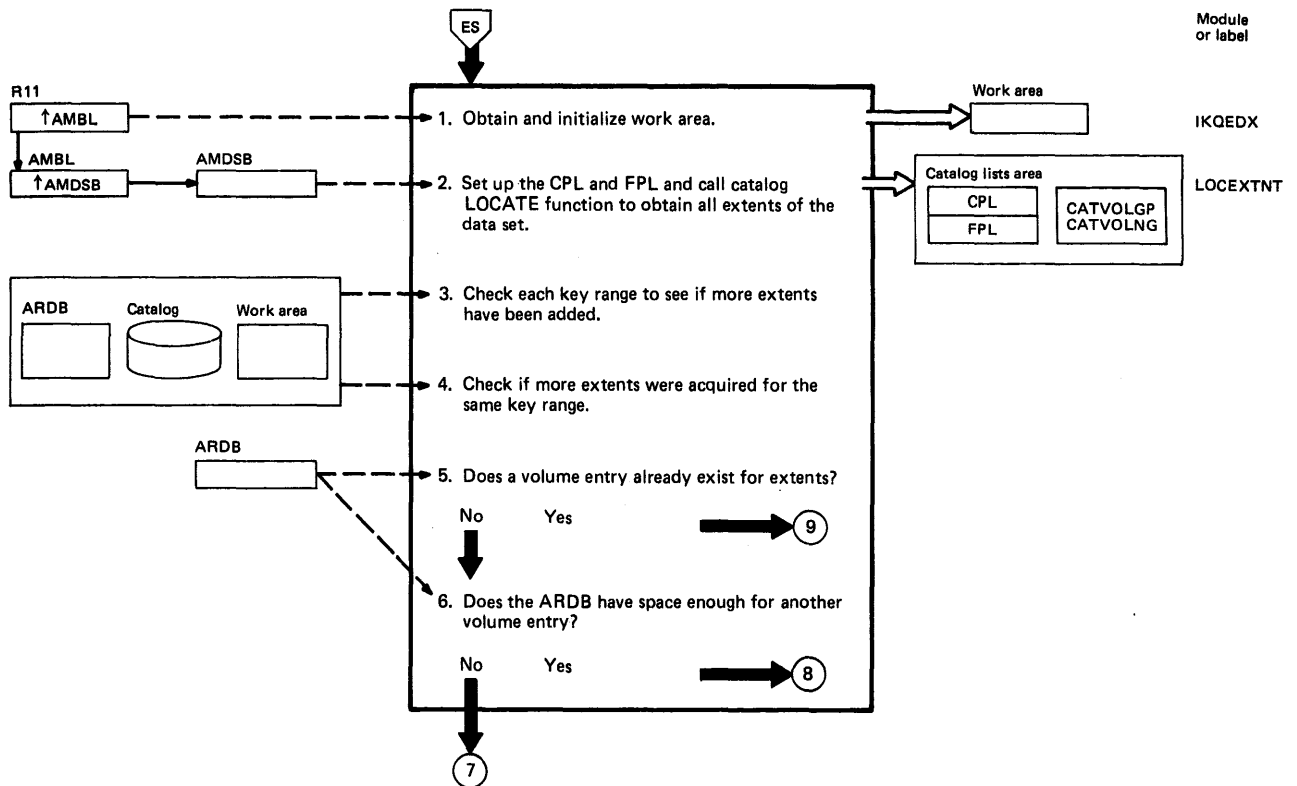 ES
Module
or label
R11
↑AMBL
1. Obtain and initialize work area.
Work area
IKQEDX
AMBL
↑AMDSB
AMDSB
2. Set up the CPL and FPL and call catalog
LOCATE function to obtain all extents of the
data set.
Catalog lists area
CPL
FPL
CATVOLGP
CATVOLNG
LOCEXTNT
ARDB
Catalog
Work area
3. Check each key range to see if more extents
have been added.
4. Check if more extents were acquired for the
same key range.
ARDB
5. Does a volume entry already exist for extents?
No Yes
9
6. Does the ARDB have space enough for another
volume entry?
No Yes
8
7